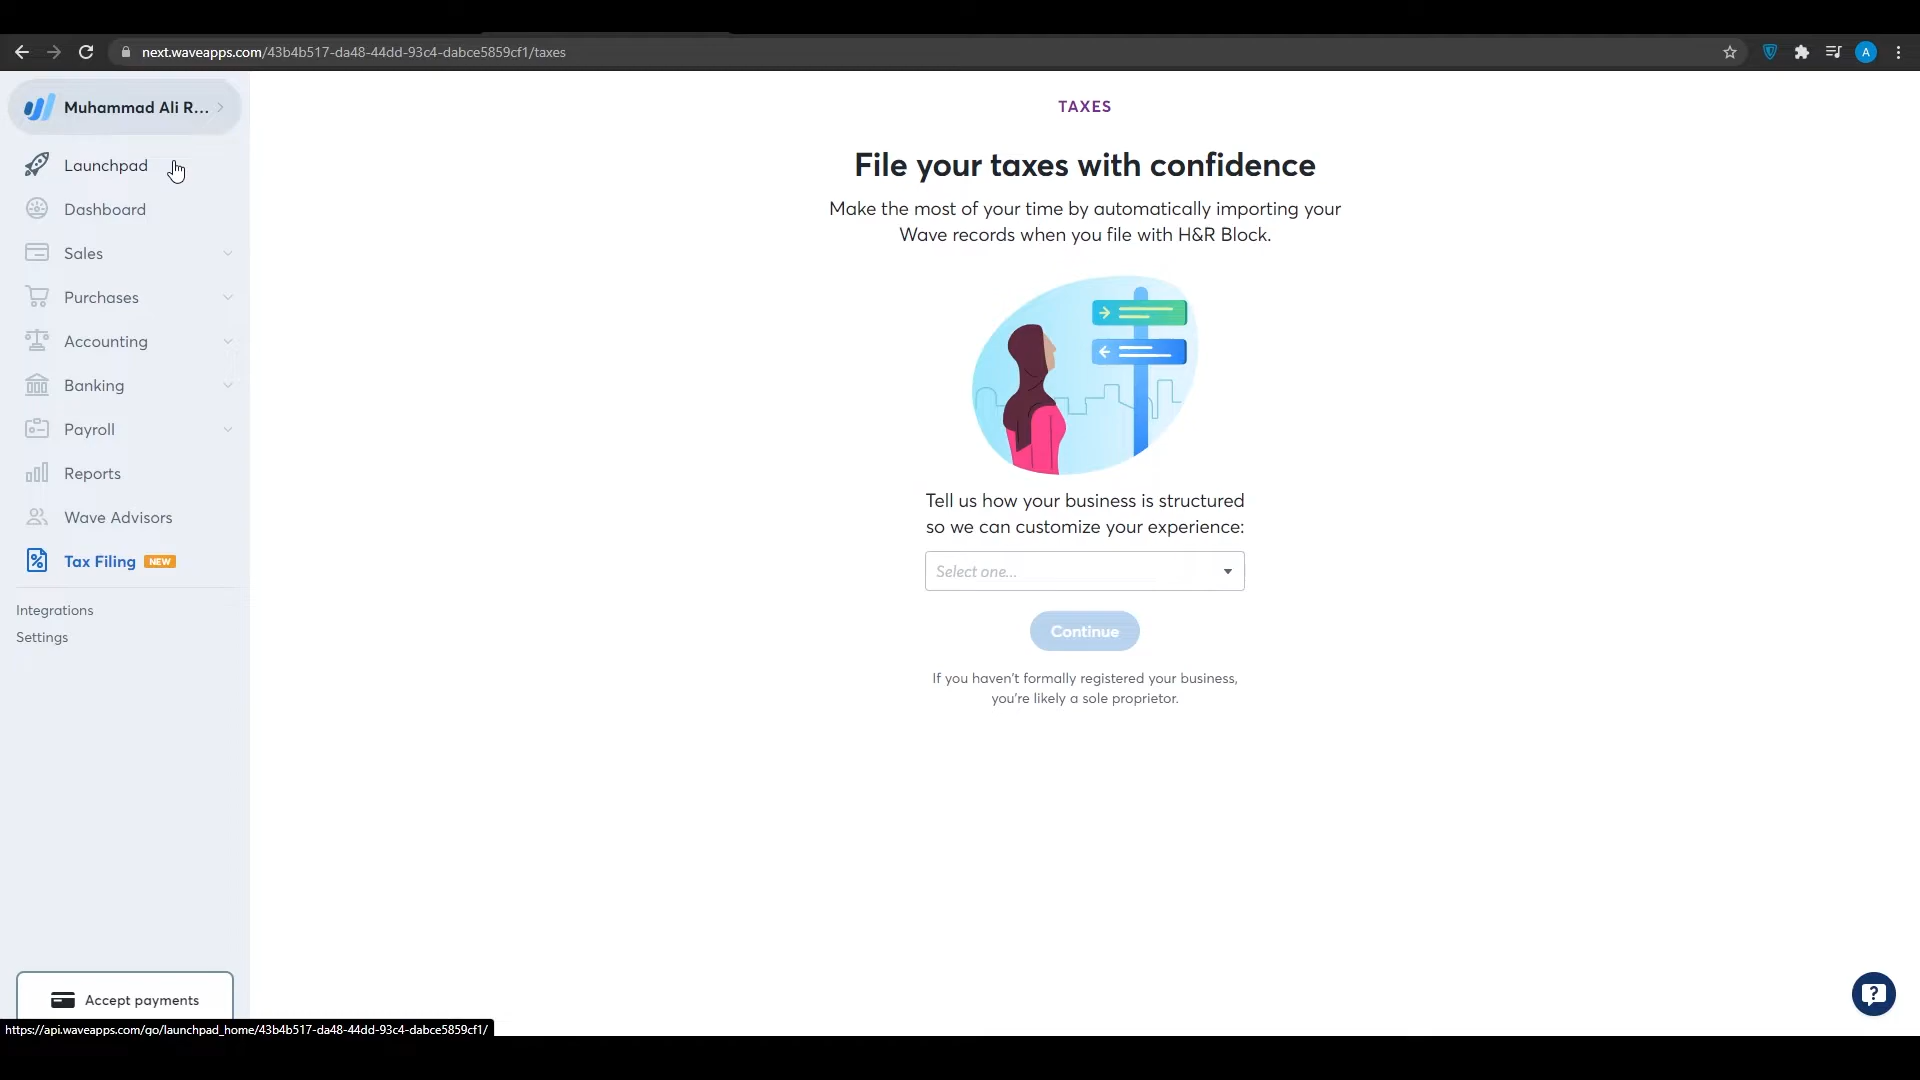 next.waveapps.com/43b4b517-da48-44dd-93c4-dabce5859cf1/taxes
A
Muhammad Ali R...
Launchpad
Dashboard
Sales
Purchases
Accounting
Banking
Payroll
Reports
Wave Advisors
Tax Filing NEW
Integrations
Settings
Accept payments
https://api.waveapps.com/go/launchpad_home/43b4b517-da48-44dd-93c4-dabce5859cf1/
TAXES
File your taxes with confidence
Make the most of your time by automatically importing your
Wave records when you file with H&R Block.
Tell us how your business is structured
so we can customize your experience:
Select one...
Continue
If you haven't formally registered your business,
you're likely a sole proprietor.
?